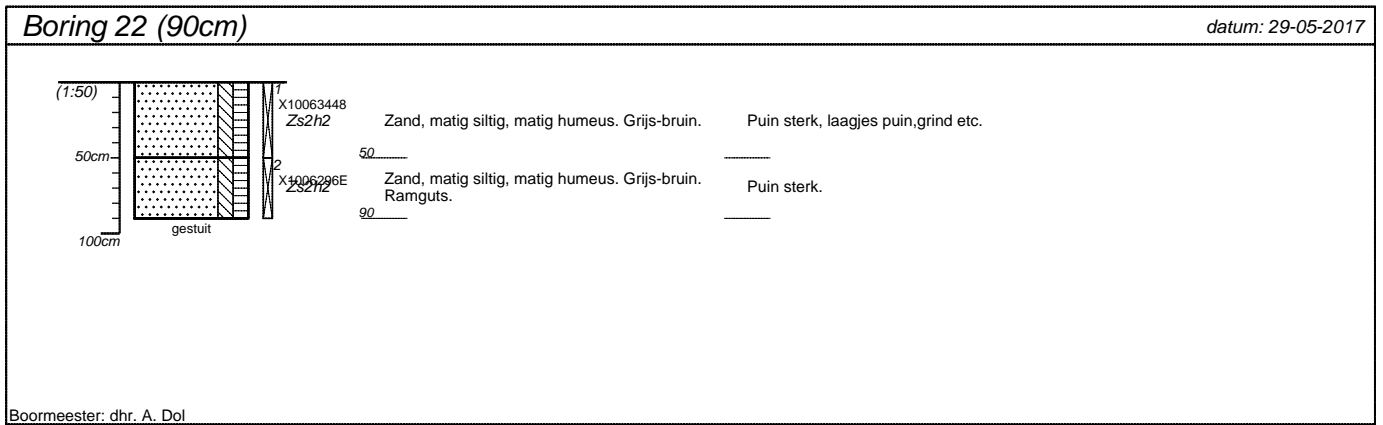 Boring 22 (90cm)
datum: 29-05-2017
(1:50)
1
X10063448
Zs2h2
Zand, matig siltig, matig humeus. Grijs-bruin.
Puin sterk, laagjes puin,grind etc.
50cm
50
2
X1006296E
Zs2h2
Zand, matig siltig, matig humeus. Grijs-bruin.
Ramguts.
Puin sterk.
90
gestuit
100cm
Boormeester: dhr. A. Dol